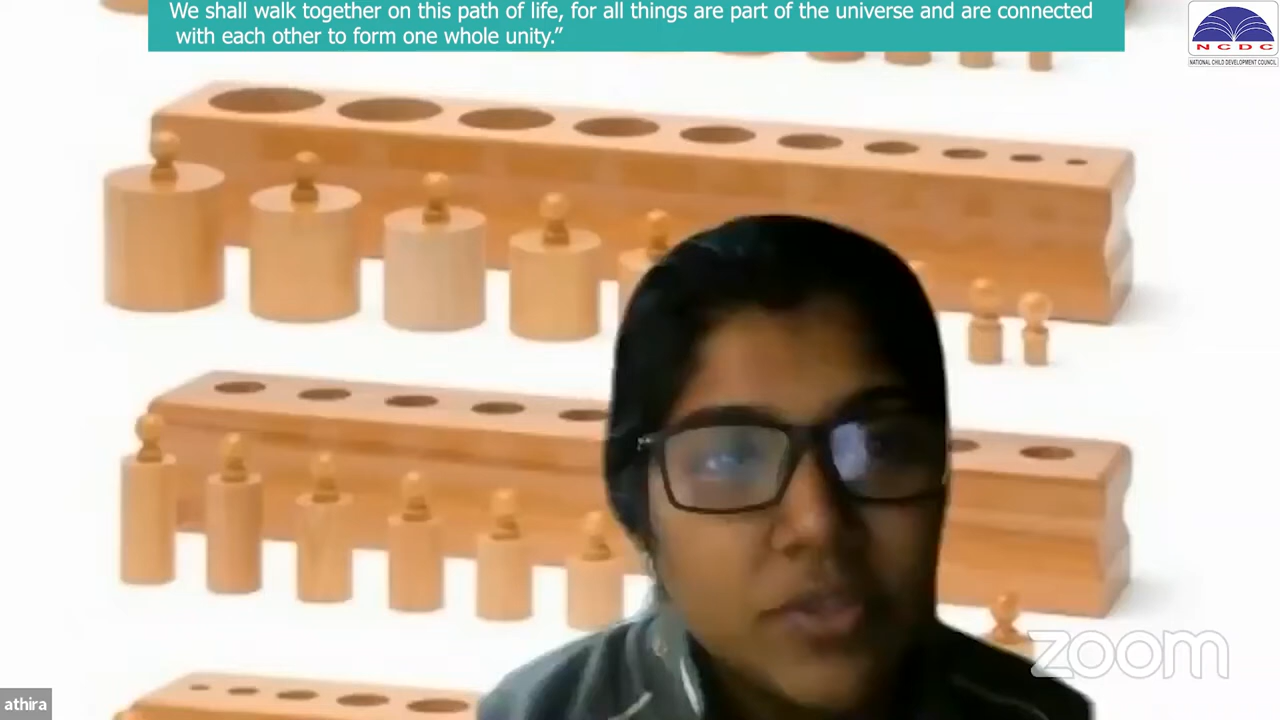 We shall walk together on this path of life, for all things are part of the universe and are connected
with each other to form one whole unity.”
NCDC
NATIONAL CHILD DEVELOPMENT COUNCIL
zoom
athira